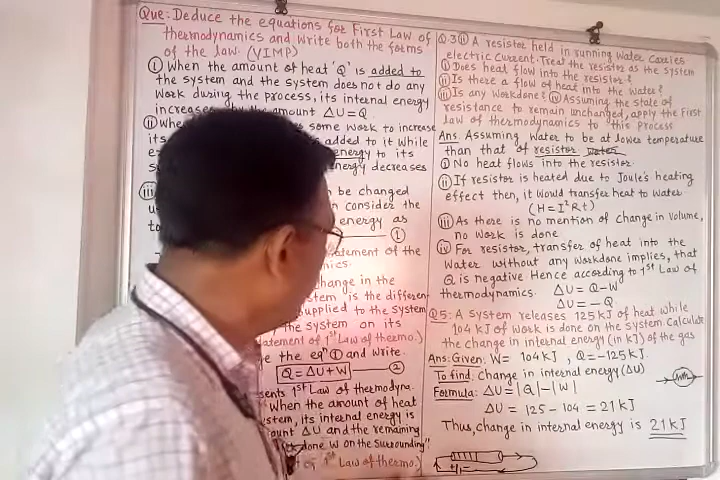 Que: Deduce the equations for First Law of
thermodynamics and write both the forms
of the law. (VIMP)
① When the amount of heat 'Q' is added to
the system and the system does not do any
work during the process, its internal energy
increases by the amount ΔU = Q
ⅱ some work to increase
its added to it while
energy to its
energy decreases
ⅲ be changed
consider the
energy as
①
statement of the
change in the
system is the different
supplied to the system
the system on its
statement of 1st Law of thermo.)
the eqn ① and write
Q = ΔU + W ②
1st Law of thermodyna.
"When the amount of heat
system, its internal energy is
amount ΔU and the remaining
done W on the Surrounding"
1st Law of thermo.)
Q.3 ⅱ A resistor held in running water carries
electric current. Treat the resistor as the system
① Does heat flow into the resistor?
ⅱ Is there a flow of heat into the water?
ⅲ Is any workdone? ⅳ Assuming the state of
resistance to remain unchanged, apply the First
law of thermodynamics to this process
Ans. Assuming water to be at lower temperature
than that of resistor
① No heat flows into the resistor.
ⅱ If resistor is heated due to Joule's heating
effect then, it would transfer heat to water
(H = I²Rt)
ⅲ As there is no mention of change in volume,
no work is done.
ⅳ For resistor, transfer of heat into the
water without any workdone implies, that
Q is negative Hence according to 1st Law of
thermodynamics. ΔU = Q-W
ΔU = -Q
Q5: A system releases 125 KJ of heat while
104 KJ of work is done on the system. Calculate
the change in internal energy (in KJ) of the gas
Ans: Given: W = 104 KJ, Q = -125 KJ.
To find: Change in internal energy (ΔU)
Formula: ΔU = |Q| - |W|
ΔU = 125 - 104 = 21 KJ
Thus, change in internal energy is 21 KJ